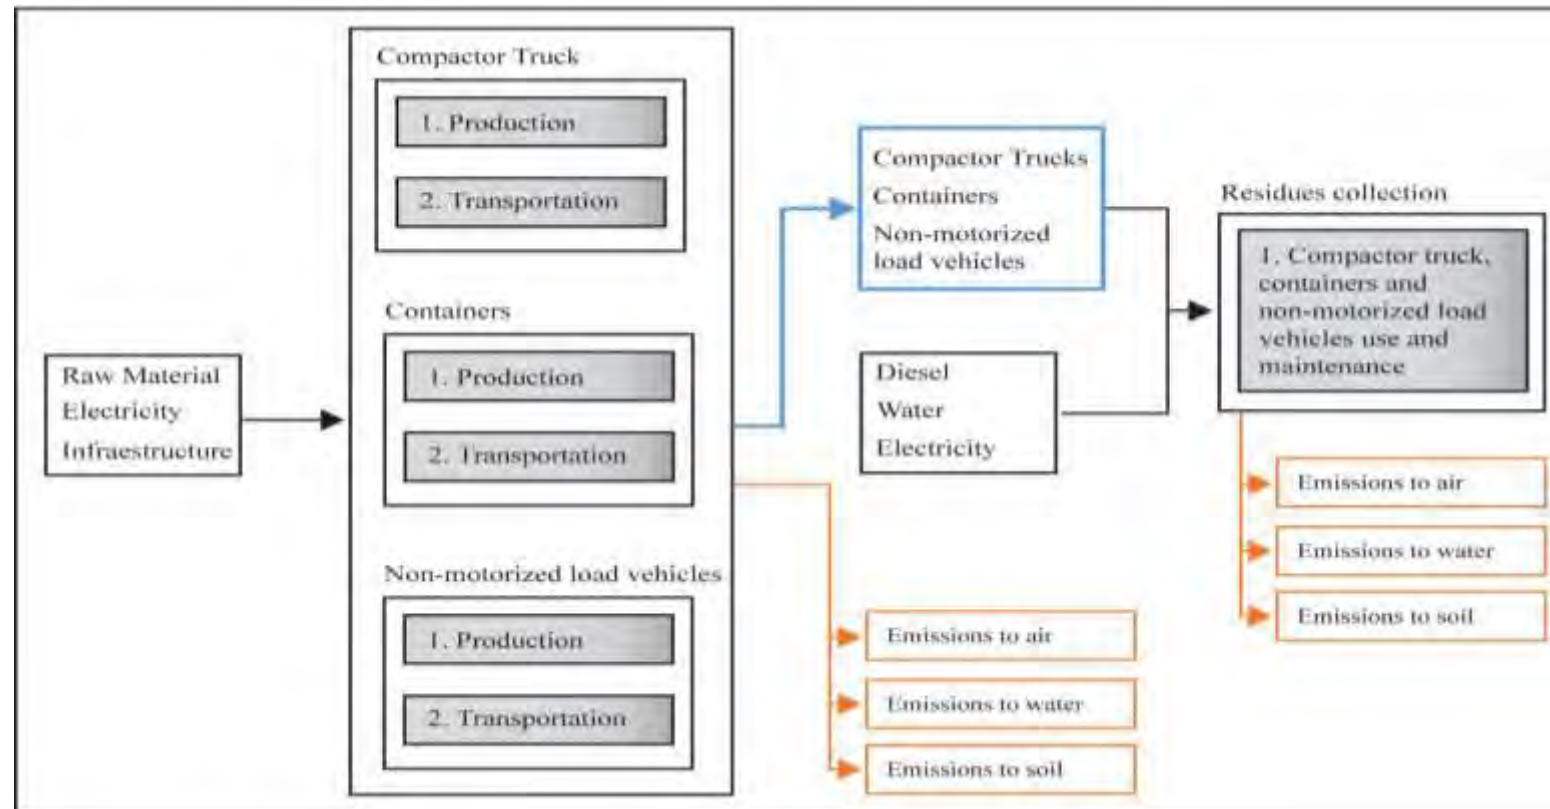 Compactor Truck
1. Production
2. Transportation
Containers
1. Production
2. Transportation
Non-motorized load vehicles
1. Production
2. Transportation
Raw Material
Electricity
Infraestructure
Compactor Trucks
Containers
Non-motorized
load vehicles
Diesel
Water
Electricity
Residues collection
1. Compactor truck,
containers and
non-motorized load
vehicles use and
maintenance
Emissions to air
Emissions to water
Emissions to soil
Emissions to air
Emissions to water
Emissions to soil